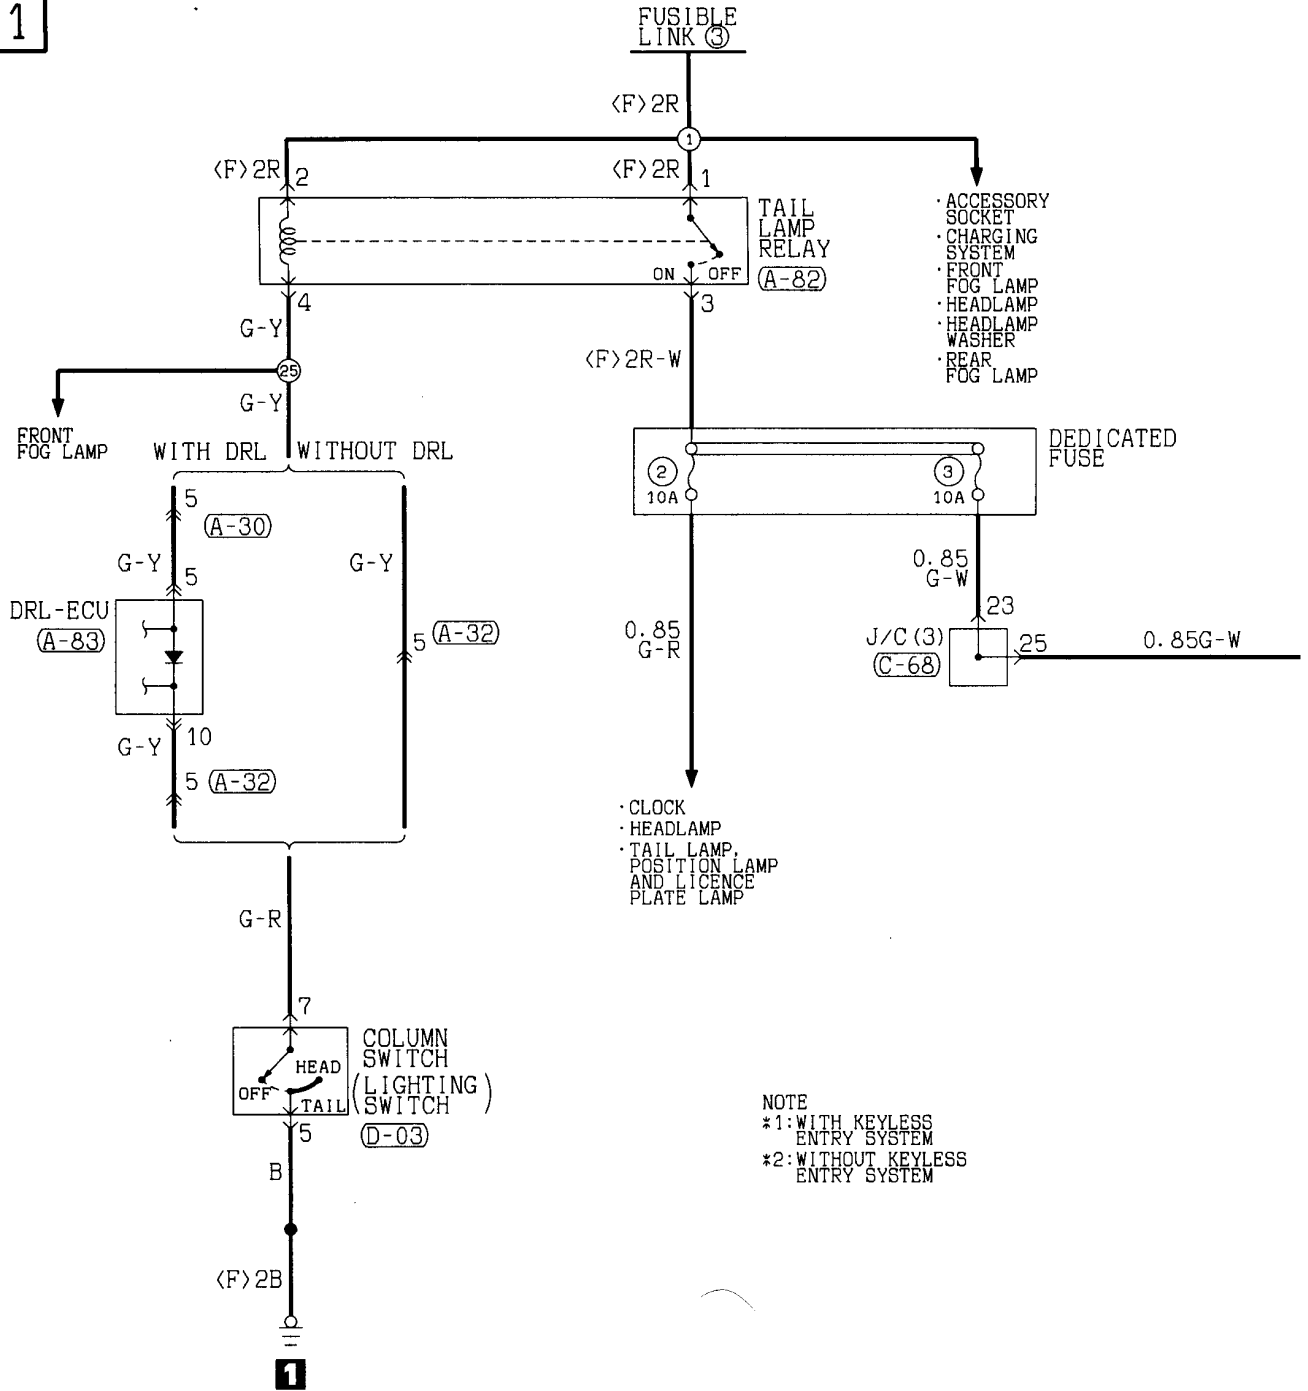 1
FUSIBLE
LINK ③
<F>2R
1
<F>2R
2
<F>2R
1
TAIL
LAMP
RELAY
A-82
ON
OFF
4
3
G-Y
<F>2R-W
25
G-Y
FRONT
FOG LAMP
·ACCESSORY
SOCKET
·CHARGING
SYSTEM
·FRONT
FOG LAMP
·HEADLAMP
·HEADLAMP
WASHER
·REAR
FOG LAMP
WITH DRL
WITHOUT DRL
DEDICATED
FUSE
2
10A
3
10A
5
A-30
G-Y
5
G-Y
DRL-ECU
A-83
5
A-32
10
G-Y
5
A-32
0.85
G-R
0.85
G-W
23
J/C(3)
C-68
25
0.85G-W
·CLOCK
·HEADLAMP
·TAIL LAMP,
POSITION LAMP
AND LICENCE
PLATE LAMP
G-R
7
COLUMN
SWITCH
(LIGHTING
SWITCH)
D-03
HEAD
OFF
TAIL
5
B
<F>2B
1
NOTE
*1:WITH KEYLESS
ENTRY SYSTEM
*2:WITHOUT KEYLESS
ENTRY SYSTEM